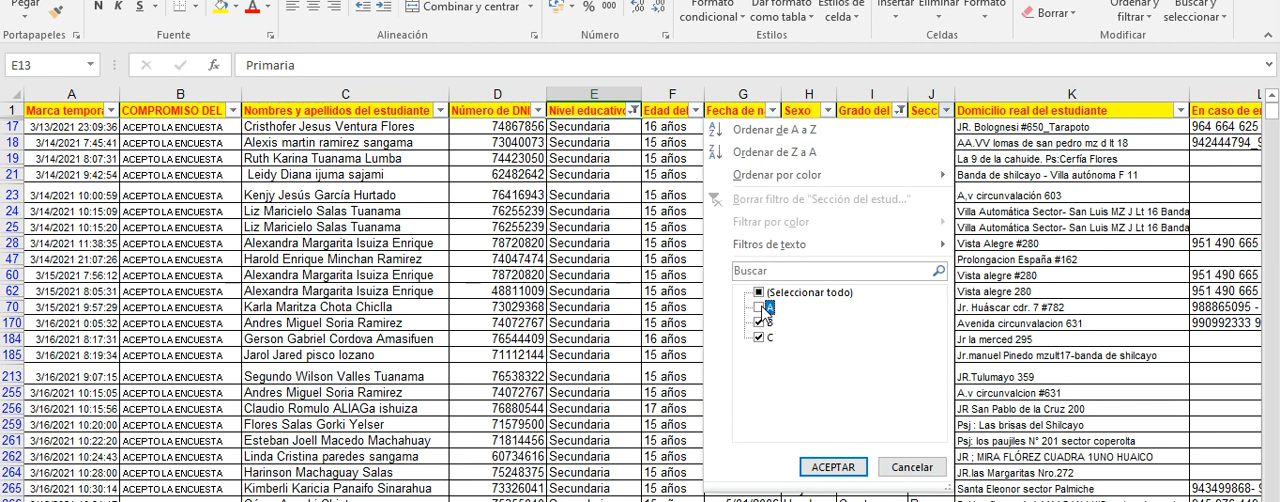 Pegar
N K S
Combinar y centrar
% 000
Formato condicional
Dar formato como tabla
Estilos de celda
Insertar Eliminar Formato
Borrar
Ordenar y filtrar
Buscar y seleccionar
Portapapeles Fuente Alineación Número Estilos Celdas Modificar
E13 fx Primaria
A B C D E F G H I J K L
1 Marca tempora COMPROMISO DEL Nombres y apellidos del estudiante Número de DNI Nivel educativo Edad del Fecha de na Sexo Grado del Secc Domicilio real del estudiante En caso de em
17 3/13/2021 23:09:36 ACEPTO LA ENCUESTA Cristhofer Jesus Ventura Flores 74867856 Secundaria 16 años JR. Bolognesi #650_Tarapoto 964 664 625
18 3/14/2021 7:45:41 ACEPTO LA ENCUESTA Alexis martin ramirez sangama 73040073 Secundaria 15 años AA.VV lomas de san pedro mz d lt 18 942444794_9
19 3/14/2021 8:07:31 ACEPTO LA ENCUESTA Ruth Karina Tuanama Lumba 74423050 Secundaria 15 años La 9 de la cahuide. Ps:Cerfía Flores
21 3/14/2021 9:42:54 ACEPTO LA ENCUESTA Leidy Diana ijuma sajami 62482642 Secundaria 15 años Banda de shilcayo - Villa autónoma F 11
23 3/14/2021 10:00:59 ACEPTO LA ENCUESTA Kenjy Jesús García Hurtado 76416943 Secundaria 15 años A,v circunvalación 603
24 3/14/2021 10:15:09 ACEPTO LA ENCUESTA Liz Maricielo Salas Tuanama 76255239 Secundaria 15 años Villa Automática Sector- San Luis MZ J Lt 16 Banda
25 3/14/2021 10:15:20 ACEPTO LA ENCUESTA Liz Maricielo Salas Tuanama 76255239 Secundaria 15 años Villa Automática Sector- San Luis MZ J Lt 16 Banda
28 3/14/2021 11:38:35 ACEPTO LA ENCUESTA Alexandra Margarita Isuiza Enrique 78720820 Secundaria 15 años Vista Alegre #280 951 490 665
47 3/14/2021 21:07:26 ACEPTO LA ENCUESTA Harold Enrique Minchan Ramirez 74047474 Secundaria 15 años Prolongacion España #162
60 3/15/2021 7:56:12 ACEPTO LA ENCUESTA Alexandra Margarita Isuiza Enrique 78720820 Secundaria 15 años Vista alegre #280 951 490 665
62 3/15/2021 8:05:31 ACEPTO LA ENCUESTA Alexandra Margarita Isuiza Enrique 48811009 Secundaria 15 años Vista alegre 280 951 490 665
70 3/15/2021 9:57:29 ACEPTO LA ENCUESTA Karla Maritza Chota Chiclla 73029368 Secundaria 15 años Jr. Huáscar cdr. 7 #782 988865095 -
170 3/16/2021 0:05:32 ACEPTO LA ENCUESTA Andres Miguel Soria Ramirez 74072767 Secundaria 15 años Avenida circunvalacion 631 990992333 9
184 3/16/2021 8:17:31 ACEPTO LA ENCUESTA Gerson Gabriel Cordova Amasifuen 76544409 Secundaria 16 años Jr la merced 295
185 3/16/2021 8:19:34 ACEPTO LA ENCUESTA Jarol Jared pisco lozano 71112144 Secundaria 15 años Jr.manuel Pinedo mzult17-banda de shilcayo
213 3/16/2021 9:07:15 ACEPTO LA ENCUESTA Segundo Wilson Valles Tuanama 76538322 Secundaria 15 años JR.Tulumayo 359
255 3/16/2021 10:15:05 ACEPTO LA ENCUESTA Andres Miguel Soria Ramirez 74072767 Secundaria 15 años A.v circunvalcion #631
256 3/16/2021 10:15:56 ACEPTO LA ENCUESTA Claudio Romulo ALIAGa ishuiza 76880544 Secundaria 17 años JR San Pablo de la Cruz 200
259 3/16/2021 10:20:00 ACEPTO LA ENCUESTA Flores Salas Gorki Yelser 71579500 Secundaria 15 años Psj : Las brisas del Shilcayo
261 3/16/2021 10:22:20 ACEPTO LA ENCUESTA Esteban Joell Macedo Machahuay 71814456 Secundaria 15 años Psj: los paujiles N° 201 sector coperolta
262 3/16/2021 10:24:43 ACEPTO LA ENCUESTA Linda Cristina paredes sangama 60734616 Secundaria 15 años JR ; MIRA FLÓREZ CUADRA 1UNO HUAICO
264 3/16/2021 10:28:00 ACEPTO LA ENCUESTA Harinson Machaguay Salas 75248375 Secundaria 15 años JR.las Margaritas Nro.272
265 3/16/2021 10:30:14 ACEPTO LA ENCUESTA Kimberli Karicia Panaifo Sinarahua 73326014 Secundaria 15 años Santa Eleonor sector Palmiche 943499868- 9
Ordenar de A a Z
Ordenar de Z a A
Ordenar por color
Borrar filtro de "Sección del estud..."
Filtrar por color
Filtros de texto
Buscar
(Seleccionar todo)
A
B
C
ACEPTAR Cancelar